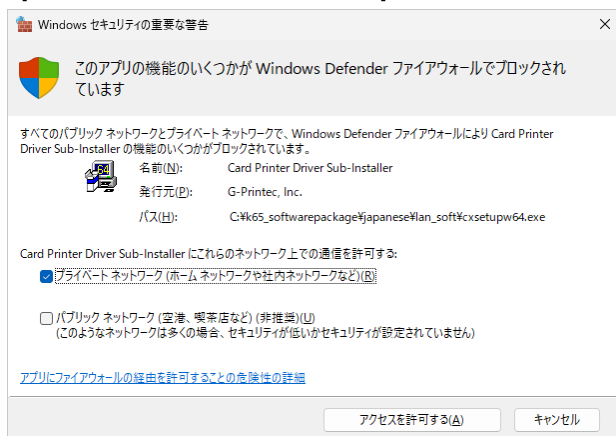 Windows セキュリティの重要な警告
このアプリの機能のいくつかが Windows Defender ファイアウォールでブロックされ
ています
すべてのパブリック ネットワークとプライベート ネットワークで、Windows Defender ファイアウォールにより Card Printer
Driver Sub-Installer の機能のいくつかがブロックされています。
64
名前(N): Card Printer Driver Sub-Installer
発行元(P): G-Printec, Inc.
パス(H): C:¥k65_softwarepackage¥japanese¥lan_soft¥cxsetupw64.exe
Card Printer Driver Sub-Installer にこれらのネットワーク上での通信を許可する:
プライベート ネットワーク (ホーム ネットワークや社内ネットワークなど)(R)
パブリック ネットワーク (空港、喫茶店など) (非推奨)(U)
(このようなネットワークは多くの場合、セキュリティが低いかセキュリティが設定されていません)
アプリにファイアウォールの経由を許可することの危険性の詳細
アクセスを許可する(A) キャンセル